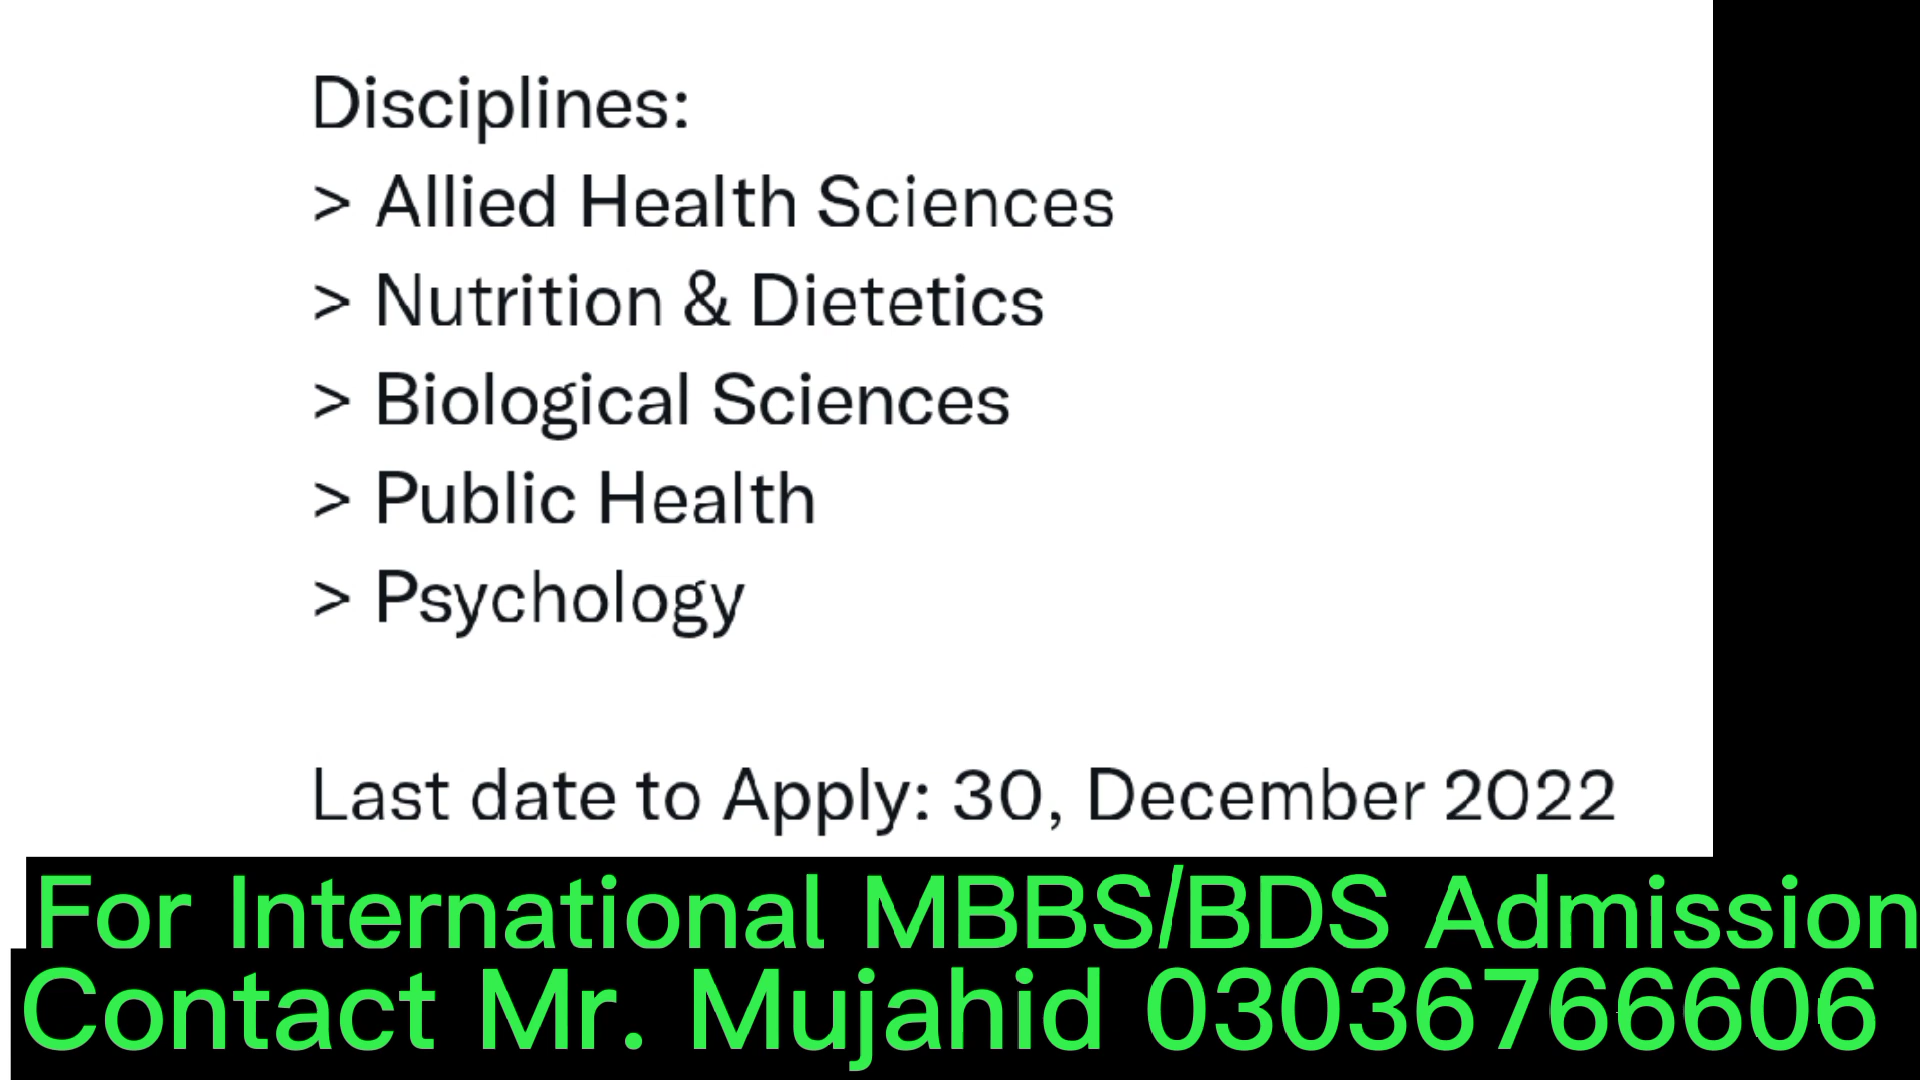 Disciplines:
> Allied Health Sciences
> Nutrition & Dietetics
> Biological Sciences
> Public Health
> Psychology
Last date to Apply: 30, December 2022
For International MBBS/BDS Admission
Contact Mr. Mujahid 03036766606